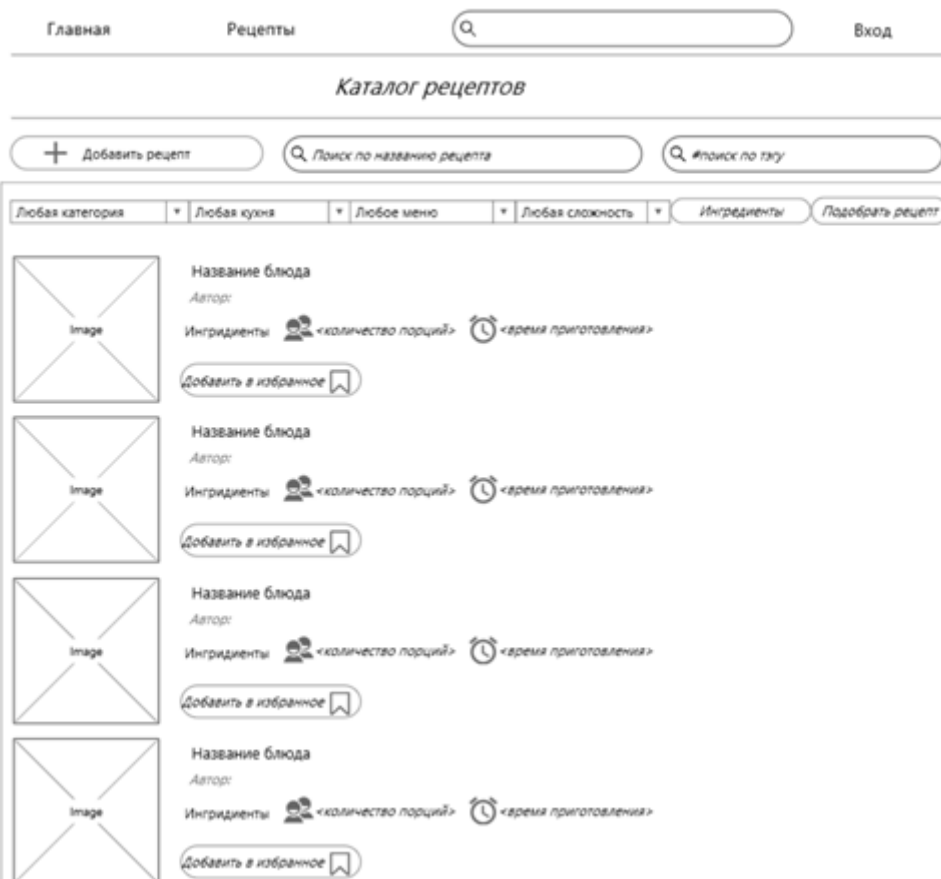 Главная Рецепты Вход
Каталог рецептов
Добавить рецепт Поиск по названию рецепта #поиск по тэгу
Любая категория Любая кухня Любое меню Любая сложность Ингредиенты Подобрать рецепт
Название блюда
Автор:
Image Ингридиенты <количество порций> <время приготовления>
Добавить в избранное
Название блюда
Автор:
Image Ингридиенты <количество порций> <время приготовления>
Добавить в избранное
Название блюда
Автор:
Image Ингридиенты <количество порций> <время приготовления>
Добавить в избранное
Название блюда
Автор:
Image Ингридиенты <количество порций> <время приготовления>
Добавить в избранное